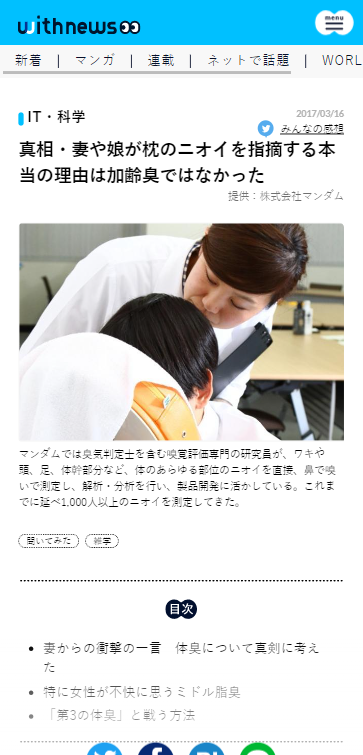 withnews
menu
新着 | マンガ | 連載 | ネットで話題 | WORL
IT・科学
2017/03/16
みんなの感想
真相・妻や娘が枕のニオイを指摘する本
当の理由は加齢臭ではなかった
提供：株式会社マンダム
マンダムでは臭気判定士を含む嗅覚評価専門の研究員が、ワキや
頭、足、体幹部分など、体のあらゆる部位のニオイを直接、鼻で嗅
いで測定し、解析・分析を行い、製品開発に活かしている。これま
でに延べ1,000人以上のニオイを測定してきた。
聞いてみた 雑学
目次
妻からの衝撃の一言　体臭について真剣に考え
た
特に女性が不快に思うミドル脂臭
「第3の体臭」と戦う方法